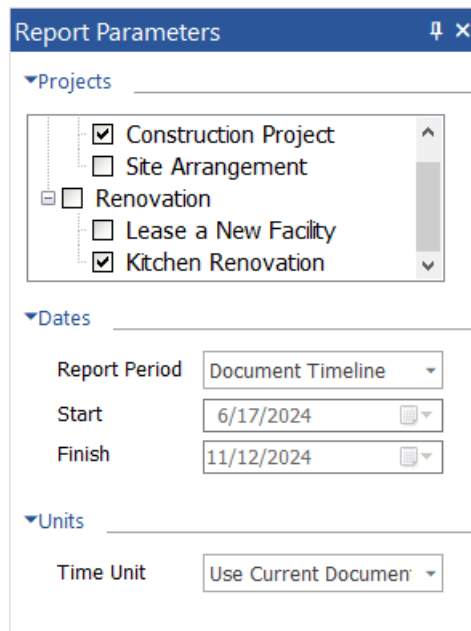 Report Parameters
Projects
Construction Project
Site Arrangement
Renovation
Lease a New Facility
Kitchen Renovation
Dates
Report Period Document Timeline
Start 6/17/2024
Finish 11/12/2024
Units
Time Unit Use Current Documen